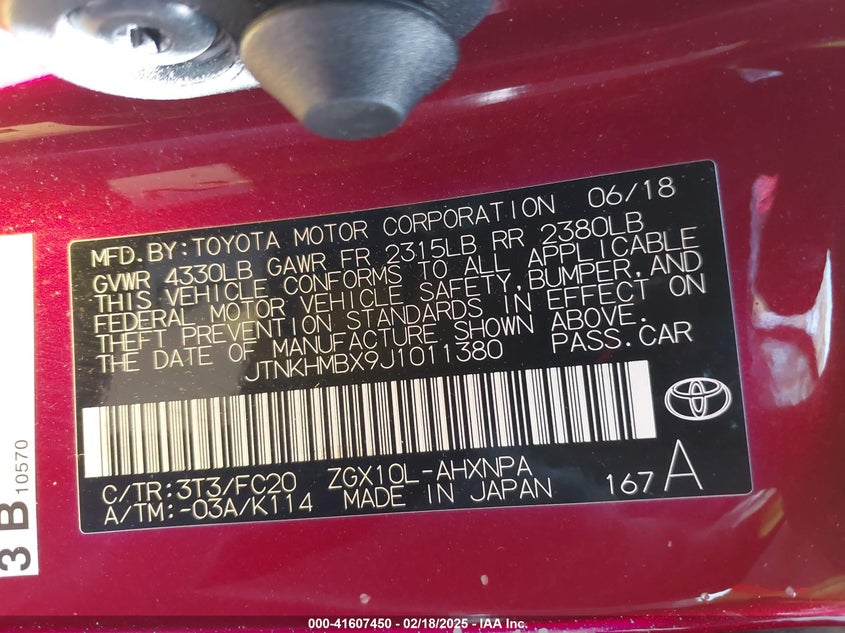 MFD.BY:TOYOTA MOTOR CORPORATION 06/18
GVWR 4330LB GAWR FR 2315LB RR 2380LB
THIS VEHICLE CONFORMS TO ALL APPLICABLE
FEDERAL MOTOR VEHICLE SAFETY,BUMPER,AND
THEFT PREVENTION STANDARDS IN EFFECT ON
THE DATE OF MANUFACTURE SHOWN ABOVE.
JTNKHMBX9J1011380 PASS.CAR
C/TR:3T3/FC20 ZGX10L-AHXNPA
A/TM:-03A/K114 MADE IN JAPAN 167A
3 B 10570
000-41607450 - 02/18/2025 - IAA Inc.